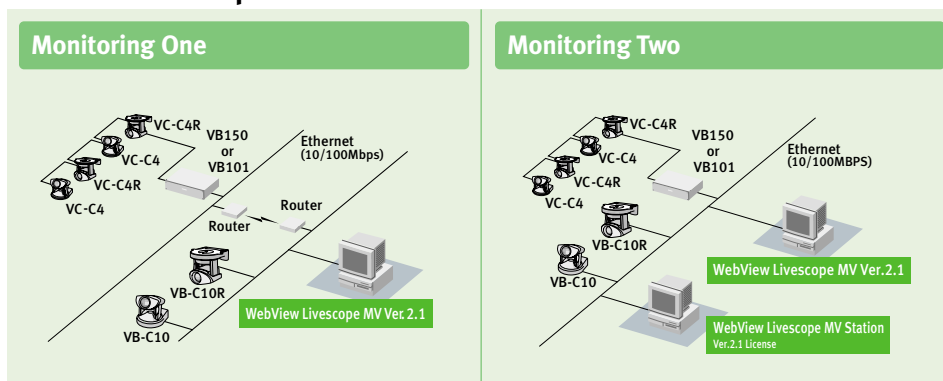 Monitoring One
VC-C4R
VC-C4
VC-C4R
VC-C4
VB150
or
VB101
Ethernet
(10/100Mbps)
Router
Router
VB-C10R
VB-C10
WebView Livescope MV Ver. 2.1
Monitoring Two
VC-C4R
VC-C4
VC-C4R
VC-C4
VB150
or
VB101
Ethernet
(10/100MBPS)
VB-C10R
VB-C10
WebView Livescope MV Ver.2.1
WebView Livescope MV Station
Ver.2.1 License